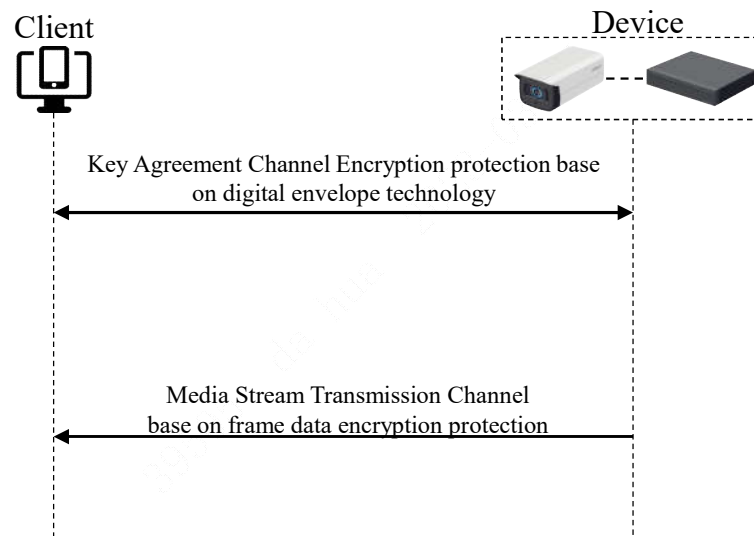 Client
Device
Key Agreement Channel Encryption protection base
on digital envelope technology
Media Stream Transmission Channel
base on frame data encryption protection